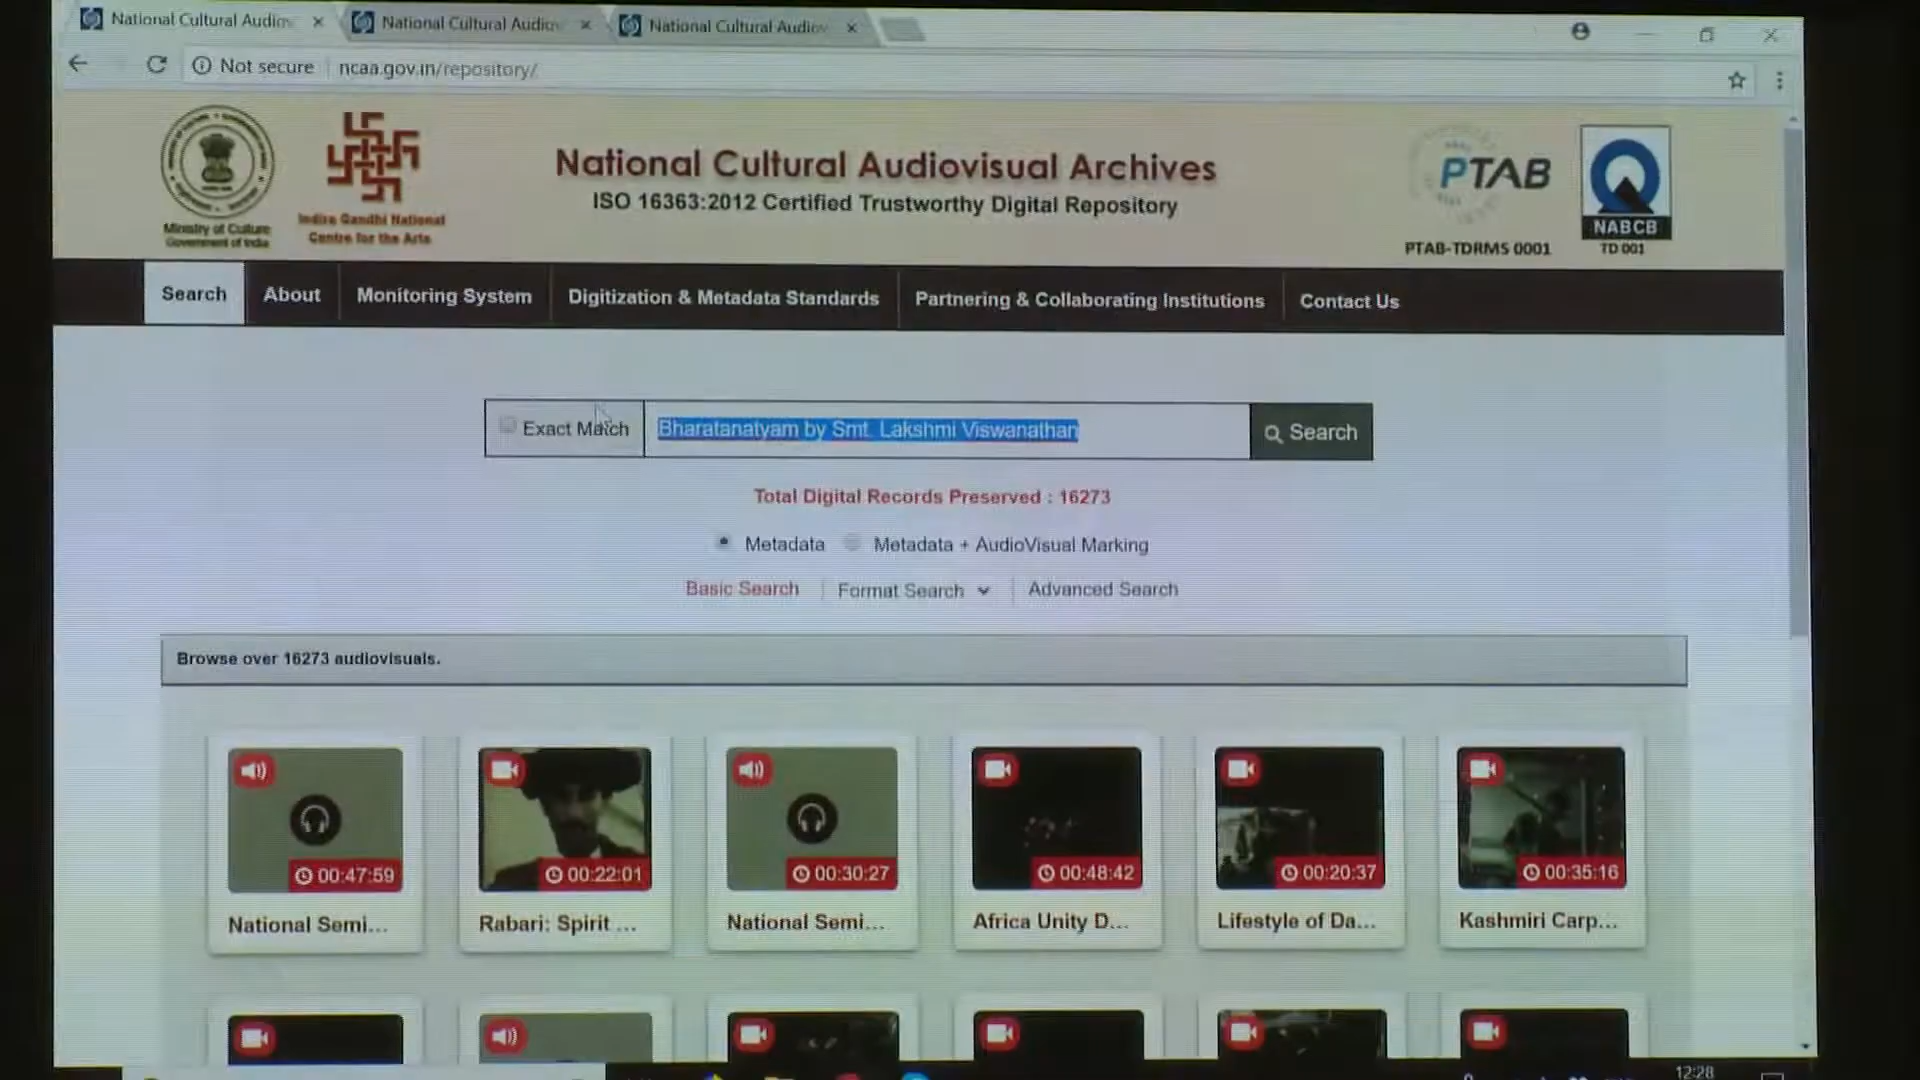 National Cultural Audiov
National Cultural Audiov
National Cultural Audiov
Not secure
ncaa.gov.in/repository/
Ministry of Culture
Government of India
Indira Gandhi National
Centre for the Arts
National Cultural Audiovisual Archives
ISO 16363:2012 Certified Trustworthy Digital Repository
PTAB
PTAB-TDRMS 0001
NABCB
TD 001
Search
About
Monitoring System
Digitization & Metadata Standards
Partnering & Collaborating Institutions
Contact Us
Exact Match
Bharatanatyam by Smt. Lakshmi Viswanathan
Search
Total Digital Records Preserved : 16273
Metadata
Metadata + AudioVisual Marking
Basic Search
Format Search
Advanced Search
Browse over 16273 audiovisuals.
00:47:59
00:22:01
00:30:27
00:48:42
00:20:37
00:35:16
National Semi...
Rabari: Spirit ...
National Semi...
Africa Unity D...
Lifestyle of Da...
Kashmiri Carp...
12:28